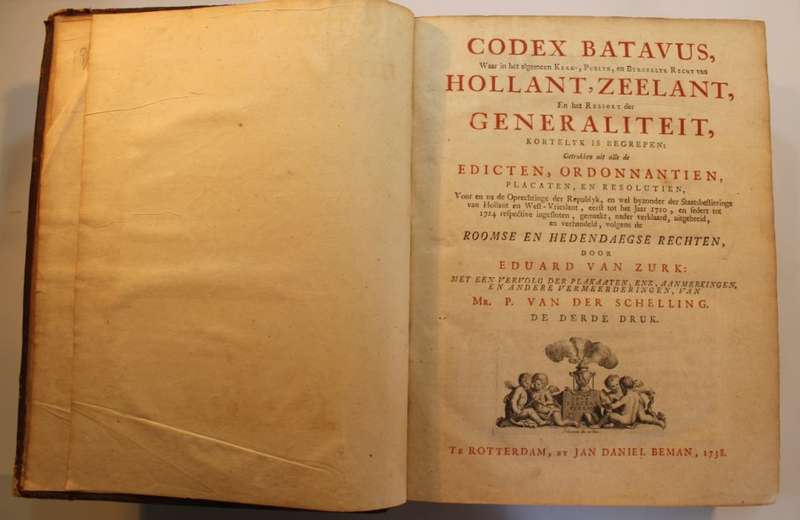 CODEX BATAVUS,
Waar in het algemeen KERK-, PUBLYK, en BURGERLYK RECHT van
HOLLANT, ZEELANT,
En het RESSORT der
GENERALITEIT,
KORTELYK IS BEGREPEN:
Getrokken uit alle de
EDICTEN, ORDONNANTIEN,
PLACATEN, EN RESOLUTIEN,
Voor en na de Oprechtinge der Republyk, en wel byzonder der Staatsbestieringe
van Hollant en West-Vrieslant, eerst tot het Jaar 1710, en sedert tot
1724 respective ingesloten, gemaakt, nader verklaard, uitgebreid,
en verhandeld, volgens de
ROOMSE EN HEDENDAEGSE RECHTEN,
DOOR
EDUARD VAN ZURK:
MET EEN VERVOLG DER PLAKAATEN, ENZ. AANMERKINGEN,
EN ANDERE VERMEERDERINGEN, VAN
MR. P. VAN DER SCHELLING.
DE DERDE DRUK.
TE ROTTERDAM, BY JAN DANIEL BEMAN, 1738.